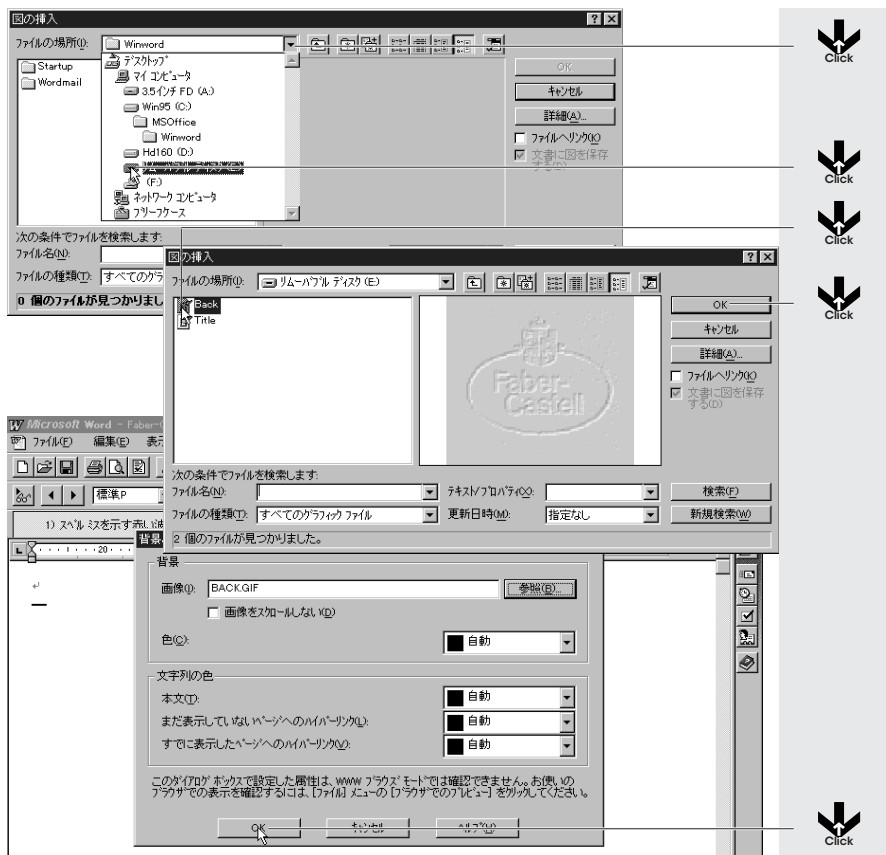 図の挿入
ファイルの場所(I): Winword
Startup
Wordmail
デスクトップ
マイ コンピュータ
3.5インチ FD (A:)
Win95 (C:)
MSOffice
Winword
Hd160 (D:)
(F:)
ネットワーク コンピュータ
ブリーフケース
OK
キャンセル
詳細(A)...
ファイルへリンク(K)
文書に図を保存する(D)
次の条件でファイルを検索します:
ファイル名(N):
ファイルの種類(T): すべてのグラ
0 個のファイルが見つかりまし
Click
Click
Click
Click
図の挿入
ファイルの場所(I): リムーバブル ディスク (E:)
Back
Title
Faber-
Castell
OK
キャンセル
詳細(A)...
ファイルへリンク(K)
文書に図を保存
する(D)
次の条件でファイルを検索します:
ファイル名(N): テキスト/プロパティ(X): 検索(F)
ファイルの種類(T): すべてのグラフィック ファイル 更新日時(M): 指定なし 新規検索(W)
2 個のファイルが見つかりました。
Microsoft Word - Faber-
ファイル(F) 編集(E) 表示
標準,P
1) スペル ミスを示す赤い波
20
背景
背景
画像(I): BACK.GIF 参照(B)...
画像をスクロールしない(D)
色(C): 自動
文字列の色
本文(T): 自動
まだ表示していないページへのハイパーリンク(L): 自動
すでに表示したページへのハイパーリンク(V): 自動
このダイアログ ボックスで設定した属性は、WWW ブラウズ モードでは確認できません。お使いの
ブラウザでの表示を確認するには、[ファイル] メニューの [ブラウザでのプレビュー] をクリックしてください。
OK キャンセル ヘルプ(H)
Click